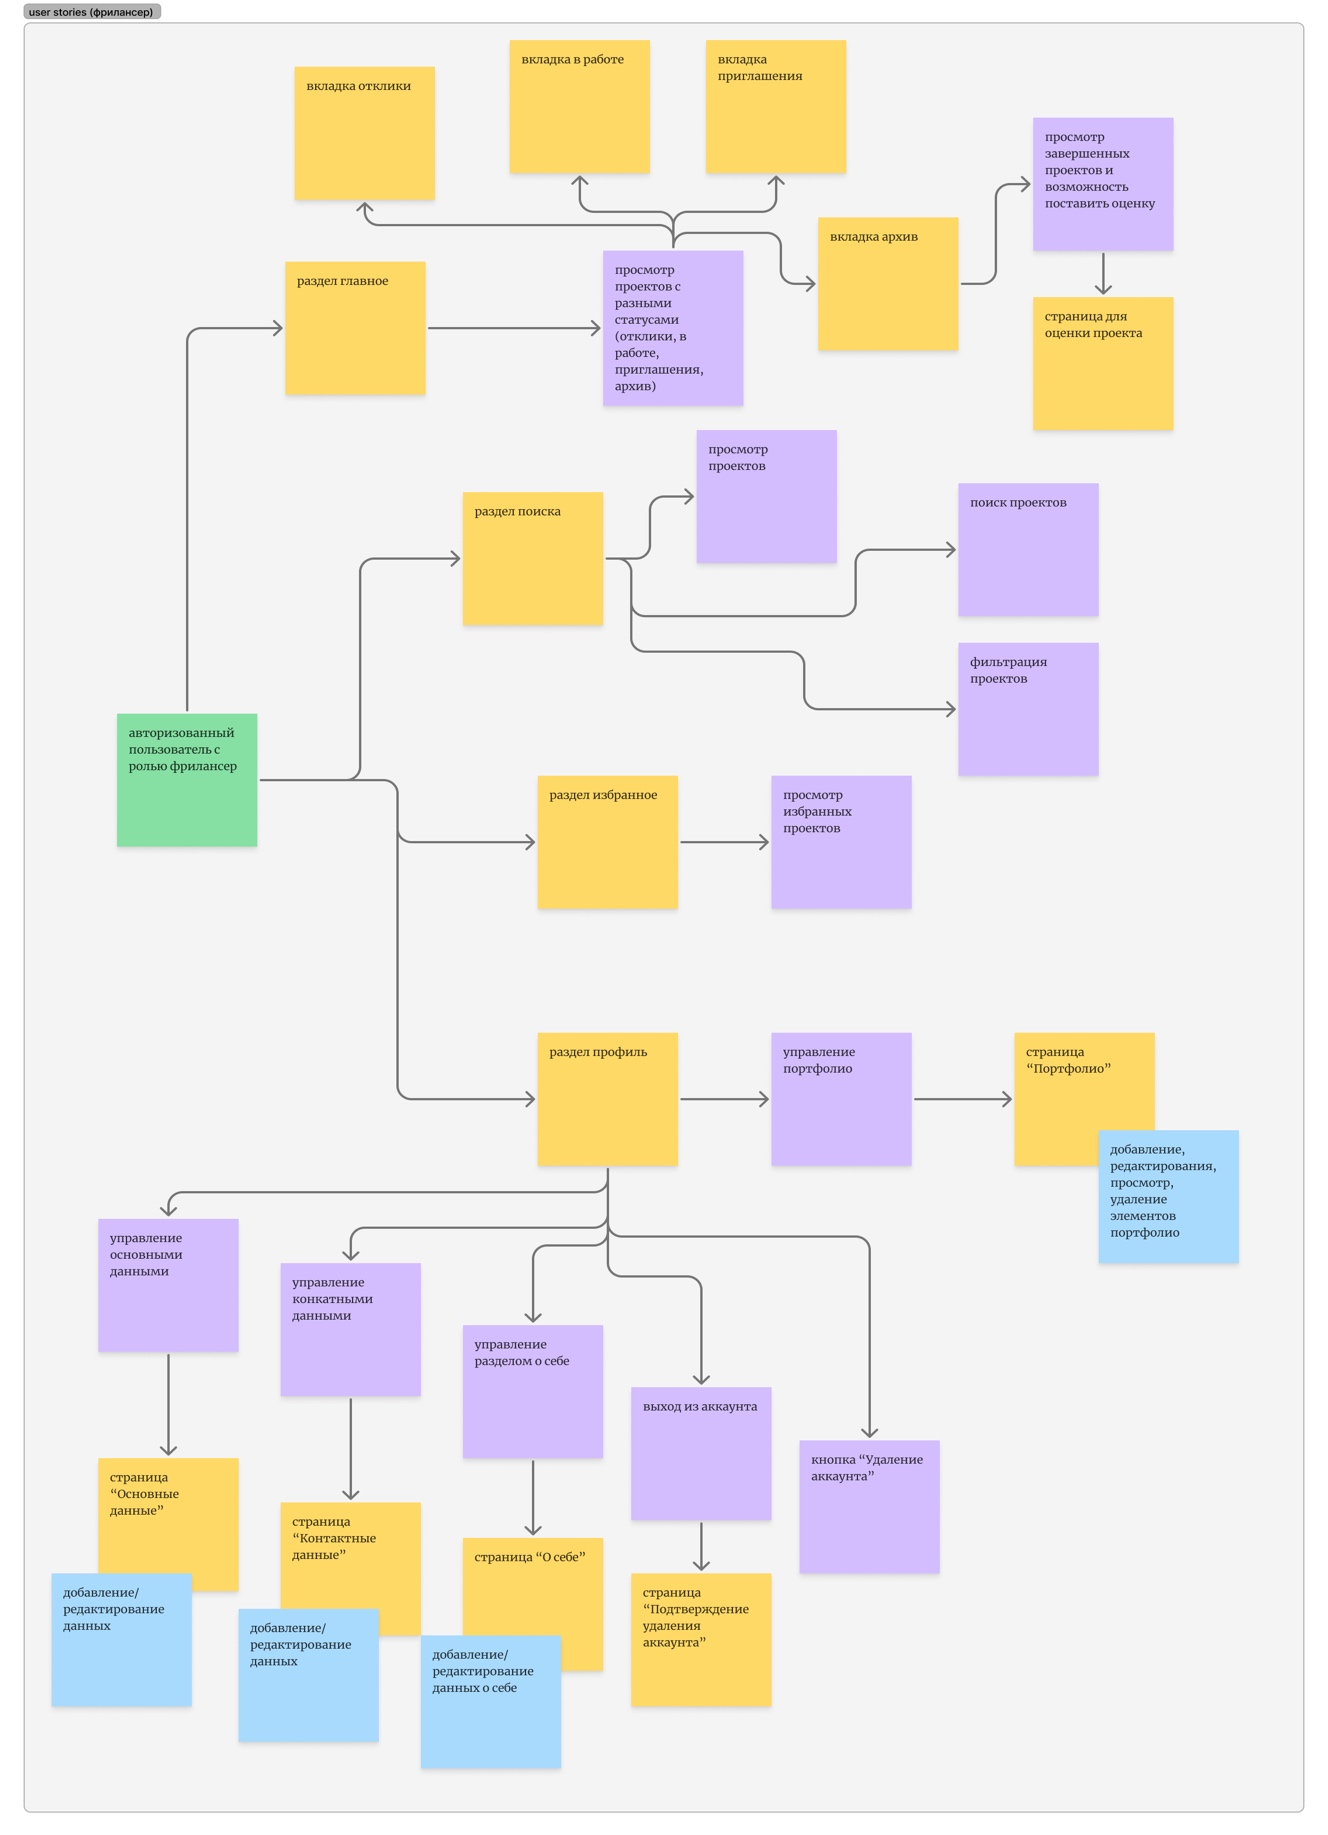 user stories (фрилансер)
вкладка отклики
вкладка в работе
вкладка
приглашения
просмотр
завершенных
проектов и
возможность
поставить оценку
вкладка архив
раздел главное
просмотр
проектов с
разными
статусами
(отклики, в
работе,
приглашения,
архив)
страница для
оценки проекта
просмотр
проектов
раздел поиска
поиск проектов
фильтрация
проектов
авторизованный
пользователь с
ролью фрилансер
раздел избранное
просмотр
избранных
проектов
раздел профиль
управление
портфолио
страница
“Портфолио”
добавление,
редактирования,
просмотр,
удаление
элементов
портфолио
управление
основными
данными
управление
конкатными
данными
управление
разделом о себе
выход из аккаунта
кнопка “Удаление
аккаунта”
страница
“Основные
данные”
страница
“Контактные
данные”
страница “О себе”
страница
“Подтверждение
удаления
аккаунта”
добавление/
редактирование
данных
добавление/
редактирование
данных
добавление/
редактирование
данных о себе